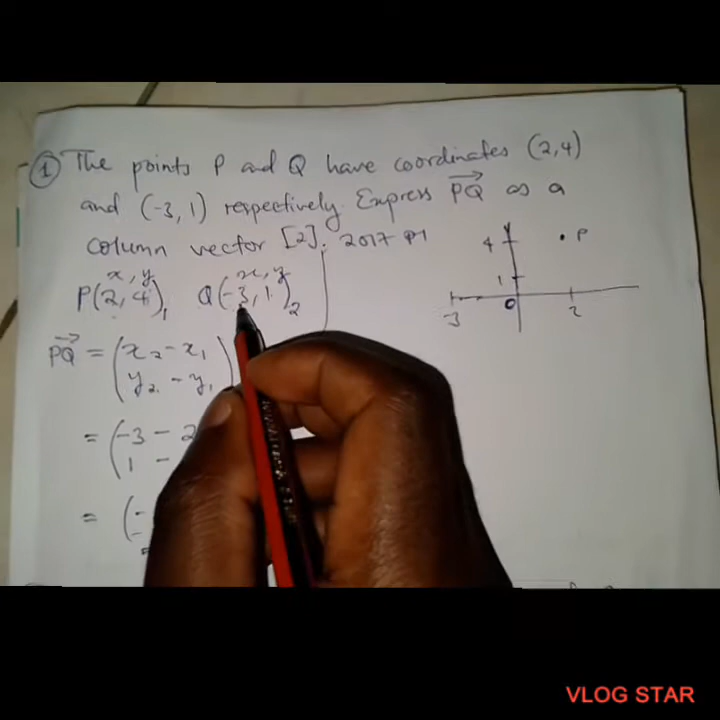 ① The points P and Q have coordinates (2,4)
and (-3, 1) respectively. Express PQ as a
column vector [2]. 2017 P1
x, y
x, y
P(2, 4)₁ Q(-3, 1)₂
PQ = (x₂ - x₁
y₂ - y₁)
= (-3 - 2
1 -
= (-
-
4
P
1
-3
0
2
y
VLOG STAR